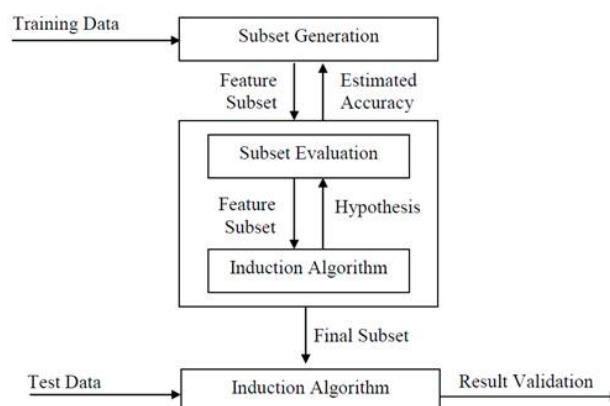 Training Data
Subset Generation
Feature
Subset
Estimated
Accuracy
Subset Evaluation
Feature
Subset
Hypothesis
Induction Algorithm
Final Subset
Test Data
Induction Algorithm
Result Validation